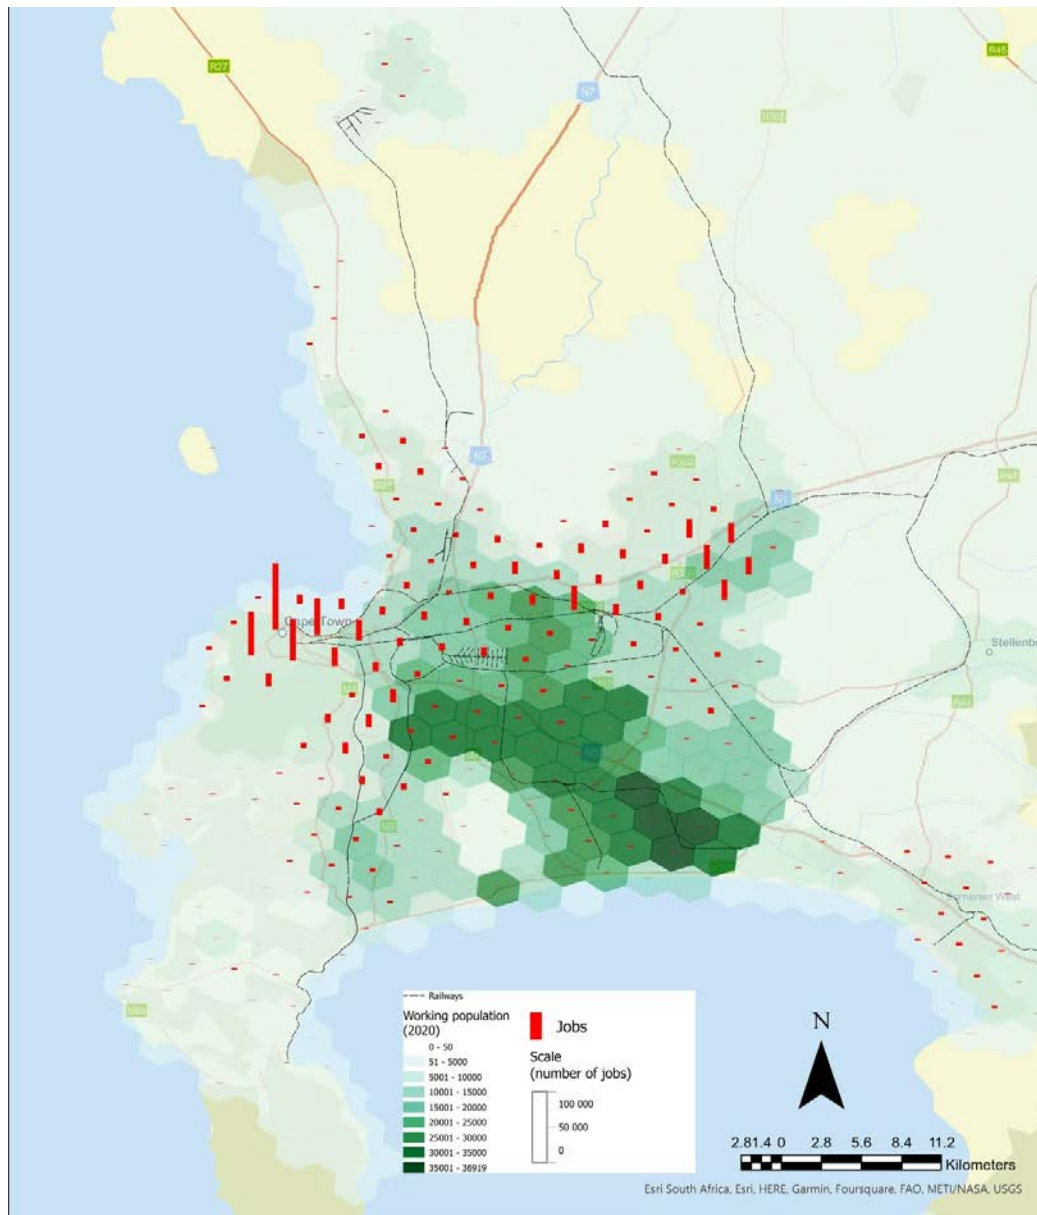 R27
R45
N7
R302
N7
R302
N1
Cape Town
Stellenbo
R44
N2
M5
Somerset West
M65
Railways
Working population
(2020)
0 - 50
51 - 5000
5001 - 10000
10001 - 15000
15001 - 20000
20001 - 25000
25001 - 30000
30001 - 35000
35001 - 36919
Jobs
Scale
(number of jobs)
100 000
50 000
0
N
2.81.4 0 2.8 5.6 8.4 11.2
Kilometers
Esri South Africa, Esri, HERE, Garmin, Foursquare, FAO, METI/NASA, USGS